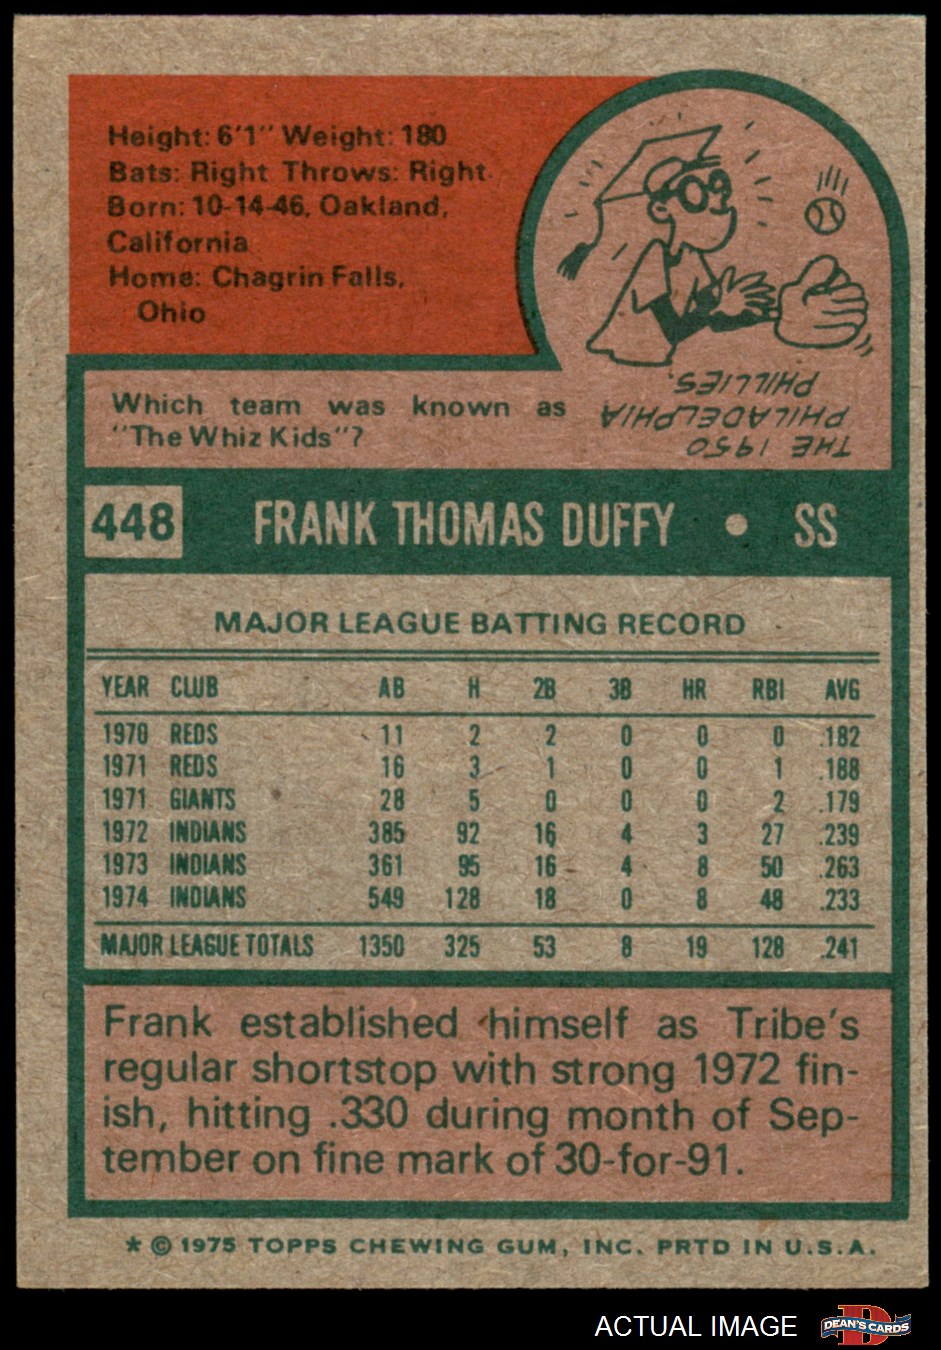 Height: 6'1" Weight: 180
Bats: Right Throws: Right
Born: 10-14-46, Oakland,
California
Home: Chagrin Falls,
Ohio
Which team was known as
"The Whiz Kids"?
THE 1950
PHILADELPHIA
PHILLIES.
448 FRANK THOMAS DUFFY • SS
MAJOR LEAGUE BATTING RECORD
YEAR CLUB AB H 2B 3B HR RBI AVG
1970 REDS 11 2 2 0 0 0 .182
1971 REDS 16 3 1 0 0 1 .188
1971 GIANTS 28 5 0 0 0 2 .179
1972 INDIANS 385 92 16 4 3 27 .239
1973 INDIANS 361 95 16 4 8 50 .263
1974 INDIANS 549 128 18 0 8 48 .233
MAJOR LEAGUE TOTALS 1350 325 53 8 19 128 .241
Frank established himself as Tribe's
regular shortstop with strong 1972 fin-
ish, hitting .330 during month of Sep-
tember on fine mark of 30-for-91.
* © 1975 TOPPS CHEWING GUM, INC. PRTD IN U.S.A.
ACTUAL IMAGE
D
DEAN'S CARDS